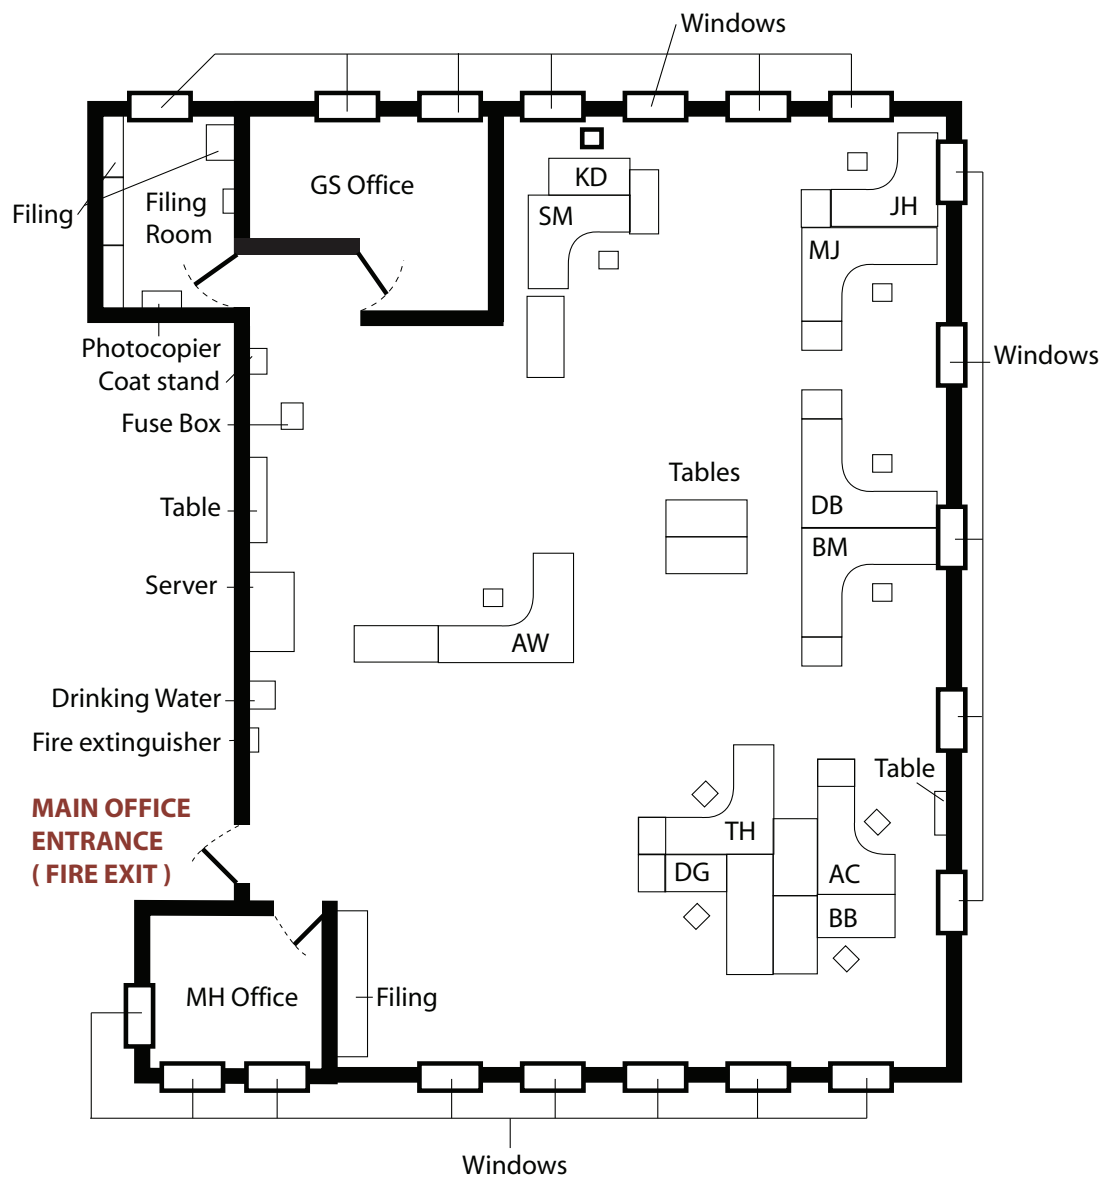 Windows
GS Office
KD
Filing
Filing
Room
SM
JH
MJ
Photocopier
Windows
Coat stand
Fuse Box
Tables
Table
DB
BM
Server
AW
Drinking Water
Fire extinguisher
Table
MAIN OFFICE
ENTRANCE
( FIRE EXIT )
TH
DG
AC
BB
MH Office
Filing
Windows